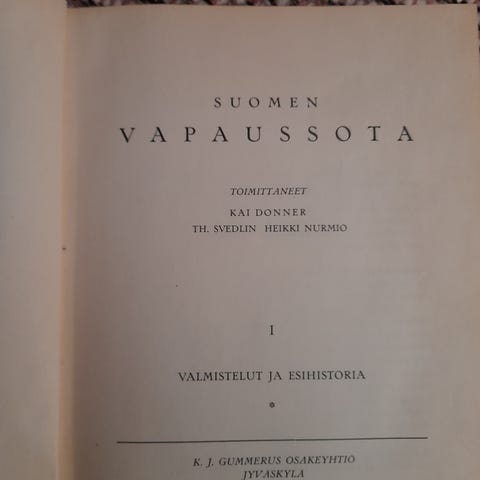 SUOMEN
VAPAUSSOTA
TOIMITTANEET
KAI DONNER
TH. SVEDLIN HEIKKI NURMIO
I
VALMISTELUT JA ESIHISTORIA
*
K. J. GUMMERUS OSAKEYHTIÖ
JYVÄSKYLÄ